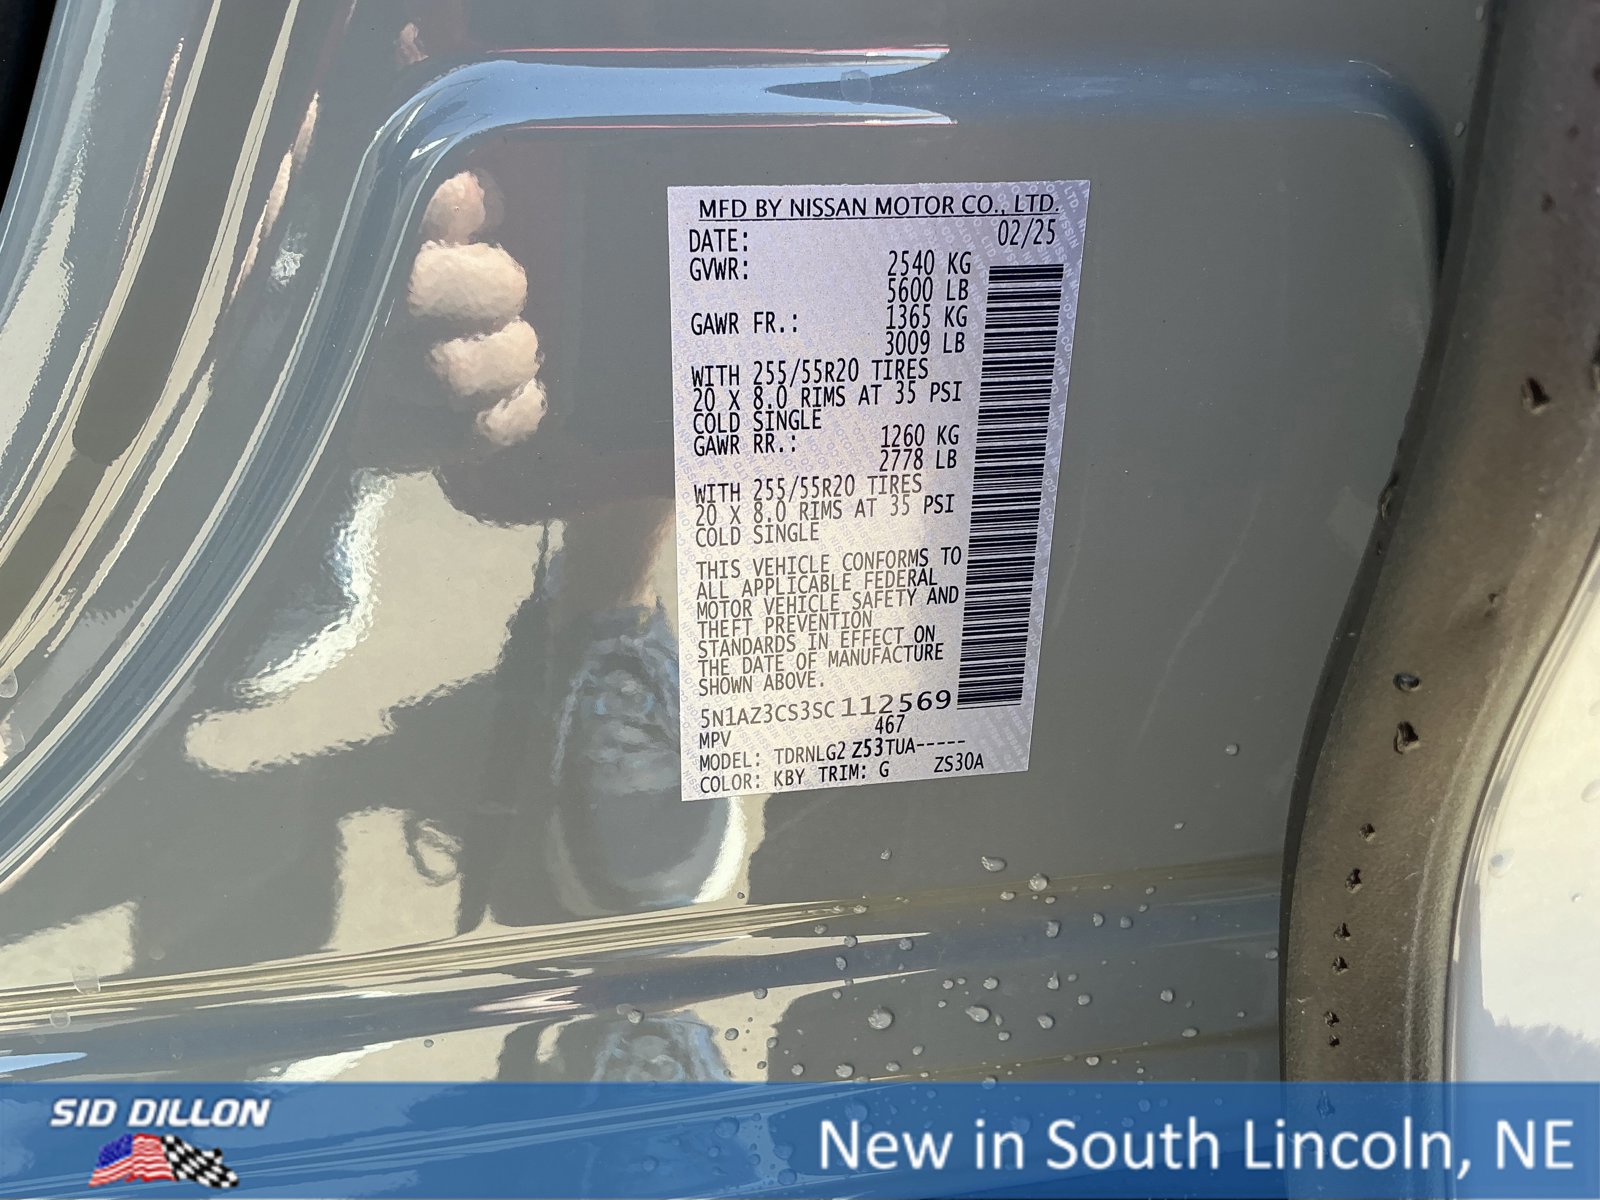 MFD BY NISSAN MOTOR CO., LTD.
DATE: 02/25
GVWR: 2540 KG
5600 LB
GAWR FR.: 1365 KG
3009 LB
WITH 255/55R20 TIRES
20 X 8.0 RIMS AT 35 PSI
COLD SINGLE
GAWR RR.: 1260 KG
2778 LB
WITH 255/55R20 TIRES
20 X 8.0 RIMS AT 35 PSI
COLD SINGLE
THIS VEHICLE CONFORMS TO
ALL APPLICABLE FEDERAL
MOTOR VEHICLE SAFETY AND
THEFT PREVENTION
STANDARDS IN EFFECT ON
THE DATE OF MANUFACTURE
SHOWN ABOVE.
5N1AZ3CS3SC112569
MPV 467
MODEL: TDRNLG2 Z53TUA-----
COLOR: KBY TRIM: G ZS30A
SID DILLON
New in South Lincoln, NE